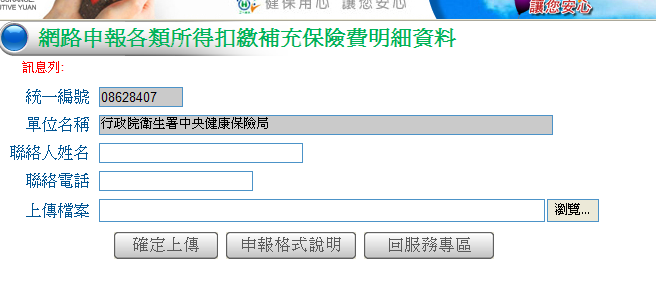 TIVE YUAN
健保用心 讓您安心
讓您安心
網路申報各類所得扣繳補充保險費明細資料
訊息列:
統一編號 08628407
單位名稱 行政院衛生署中央健康保險局
聯絡人姓名
聯絡電話
上傳檔案 瀏覽...
確定上傳 申報格式說明 回服務專區